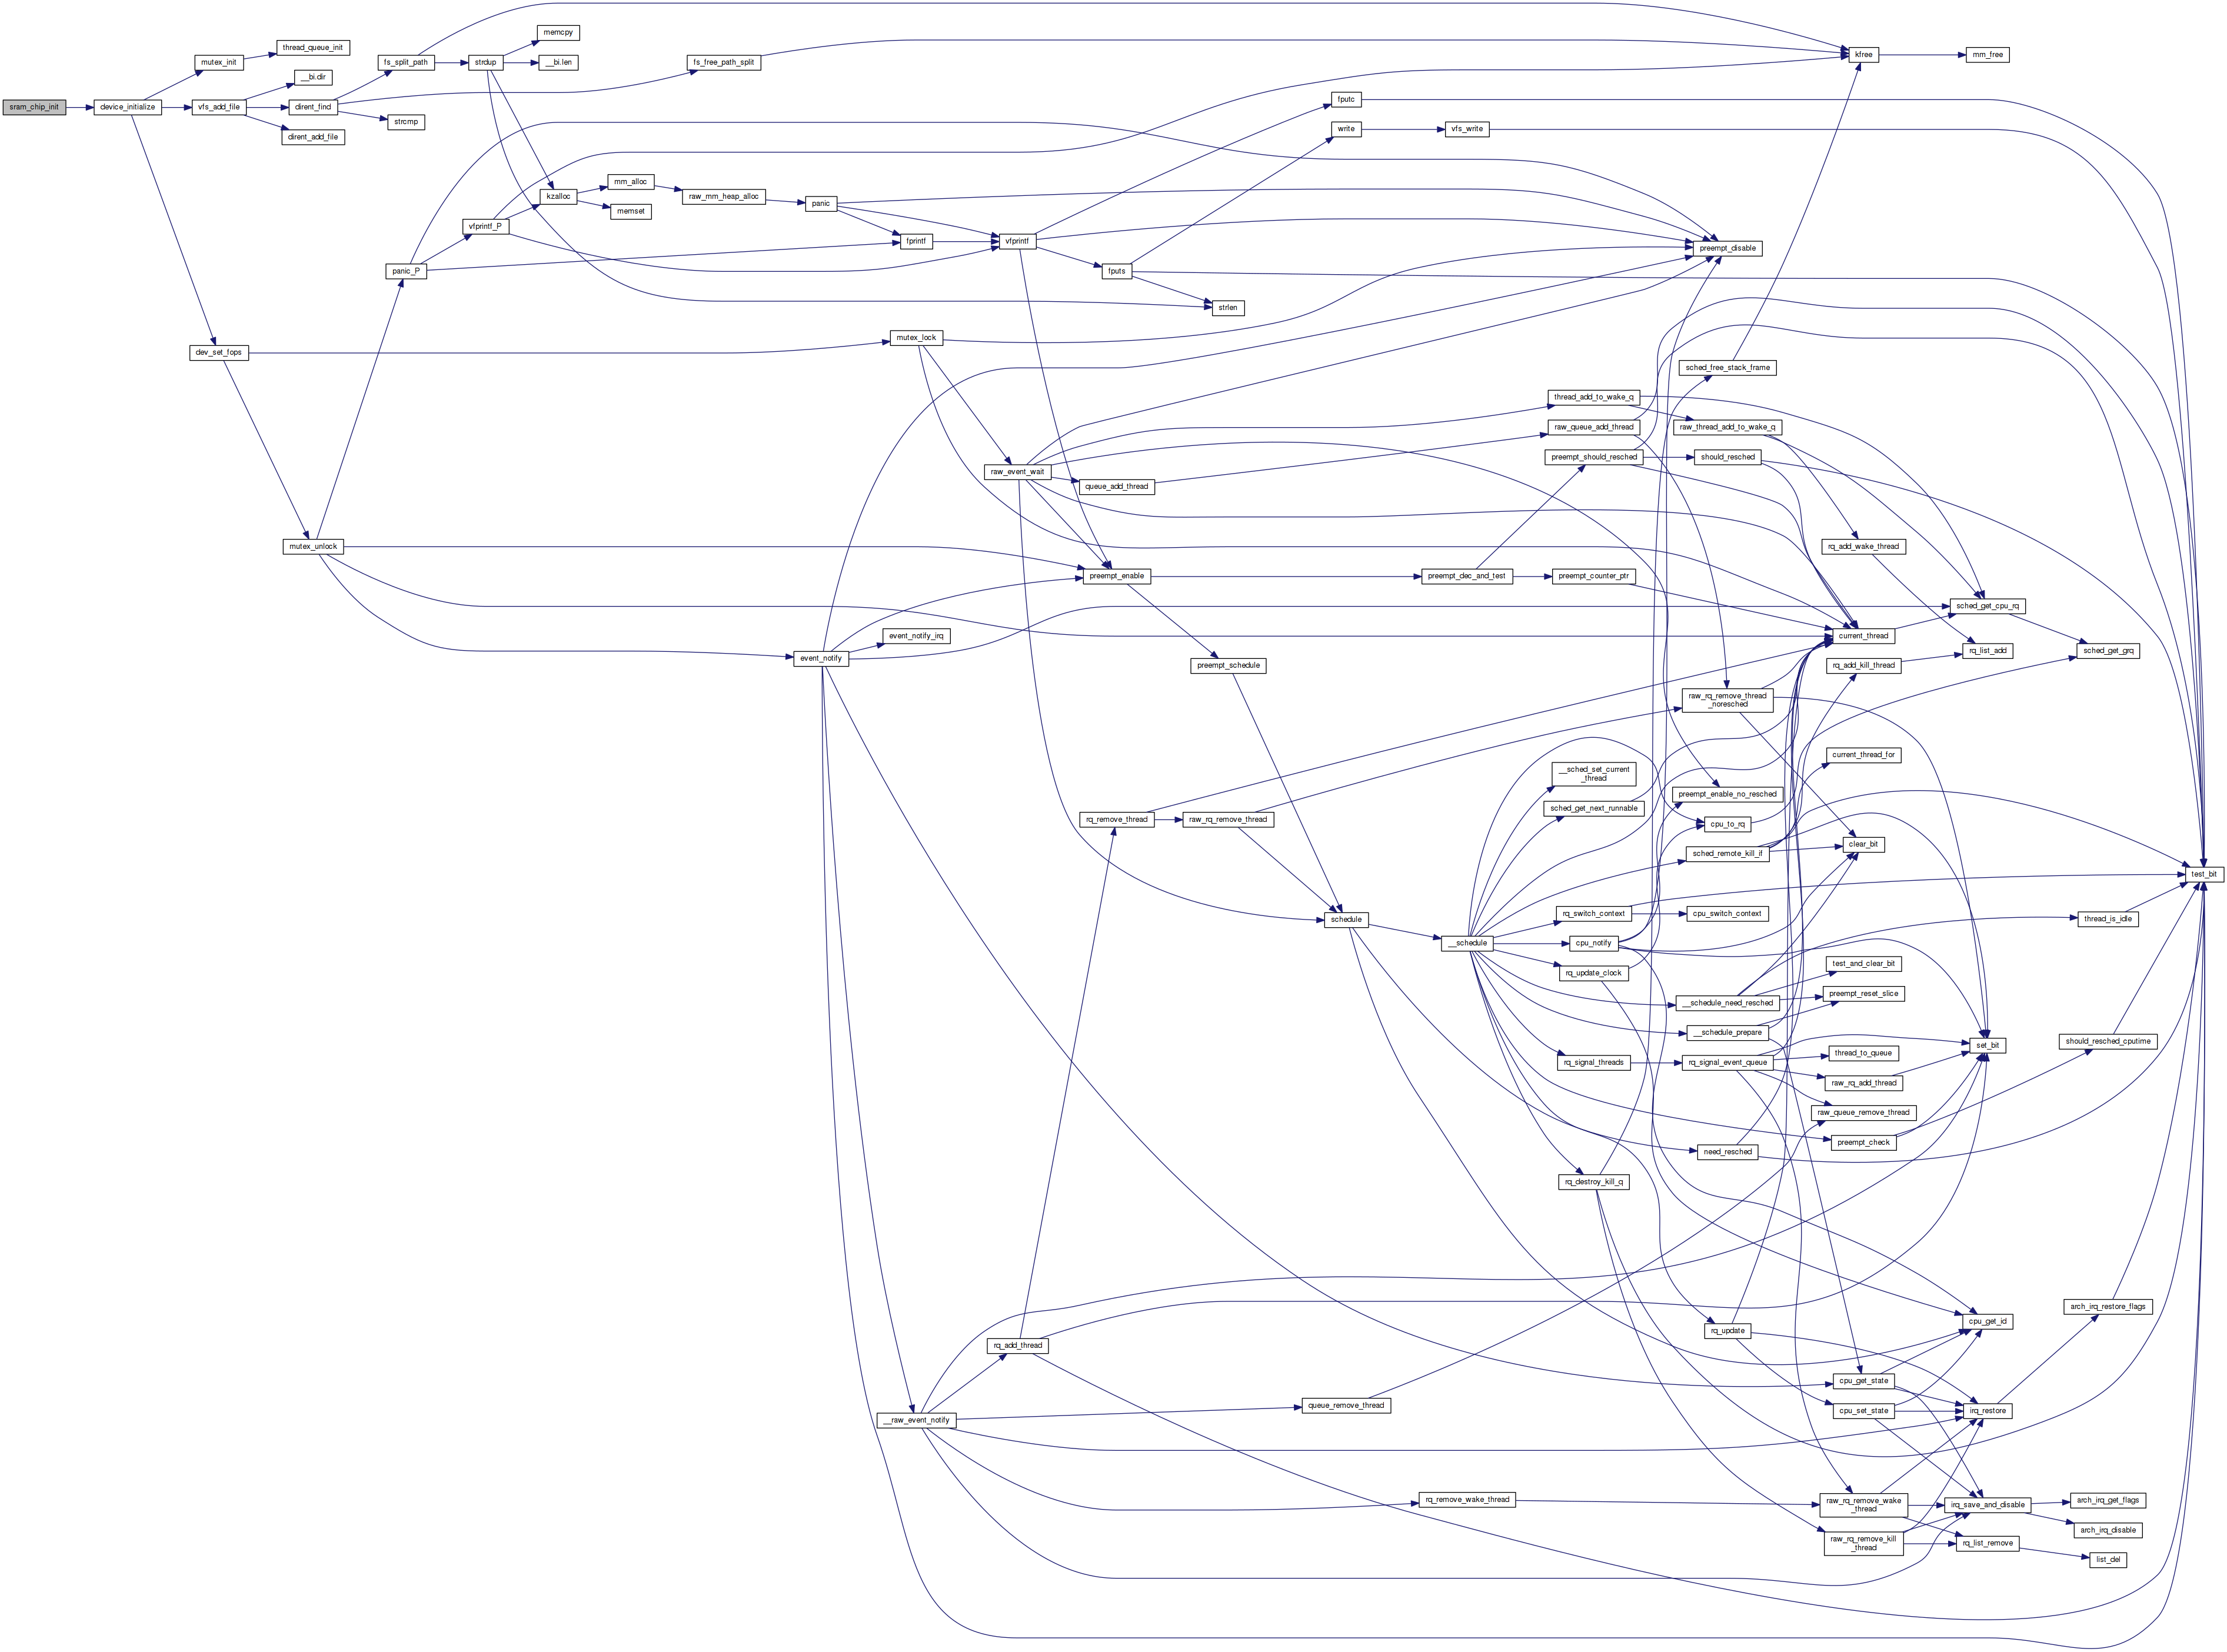 sram_chip_init
device_initialize
mutex_init
thread_queue_init
vfs_add_file
__bi.dir
dirent_find
dirent_add_file
fs_split_path
strcmp
strdup
memcpy
__bi.len
fs_free_path_split
kfree
mm_free
kzalloc
mm_alloc
memset
raw_mm_heap_alloc
panic
vfprintf_P
panic_P
fprintf
vfprintf
fputc
write
vfs_write
fputs
strlen
preempt_disable
dev_set_fops
mutex_lock
mutex_unlock
raw_event_wait
queue_add_thread
sched_free_stack_frame
thread_add_to_wake_q
raw_queue_add_thread
raw_thread_add_to_wake_q
preempt_should_resched
should_resched
rq_add_wake_thread
preempt_enable
preempt_dec_and_test
preempt_counter_ptr
sched_get_cpu_rq
current_thread
rq_list_add
sched_get_grq
event_notify
event_notify_irq
preempt_schedule
rq_add_kill_thread
raw_rq_remove_thread
_noresched
current_thread_for
__sched_set_current
_thread
preempt_enable_no_resched
sched_get_next_runnable
rq_remove_thread
raw_rq_remove_thread
cpu_to_rq
clear_bit
sched_remote_kill_if
test_bit
schedule
__schedule
rq_switch_context
cpu_switch_context
thread_is_idle
cpu_notify
rq_update_clock
test_and_clear_bit
__schedule_need_resched
preempt_reset_slice
__schedule_prepare
set_bit
should_resched_cputime
rq_signal_threads
rq_signal_event_queue
thread_to_queue
raw_rq_add_thread
raw_queue_remove_thread
preempt_check
need_resched
rq_destroy_kill_q
arch_irq_restore_flags
cpu_get_id
rq_update
rq_add_thread
cpu_get_state
queue_remove_thread
cpu_set_state
irq_restore
__raw_event_notify
rq_remove_wake_thread
raw_rq_remove_wake
_thread
irq_save_and_disable
arch_irq_get_flags
arch_irq_disable
raw_rq_remove_kill
_thread
rq_list_remove
list_del